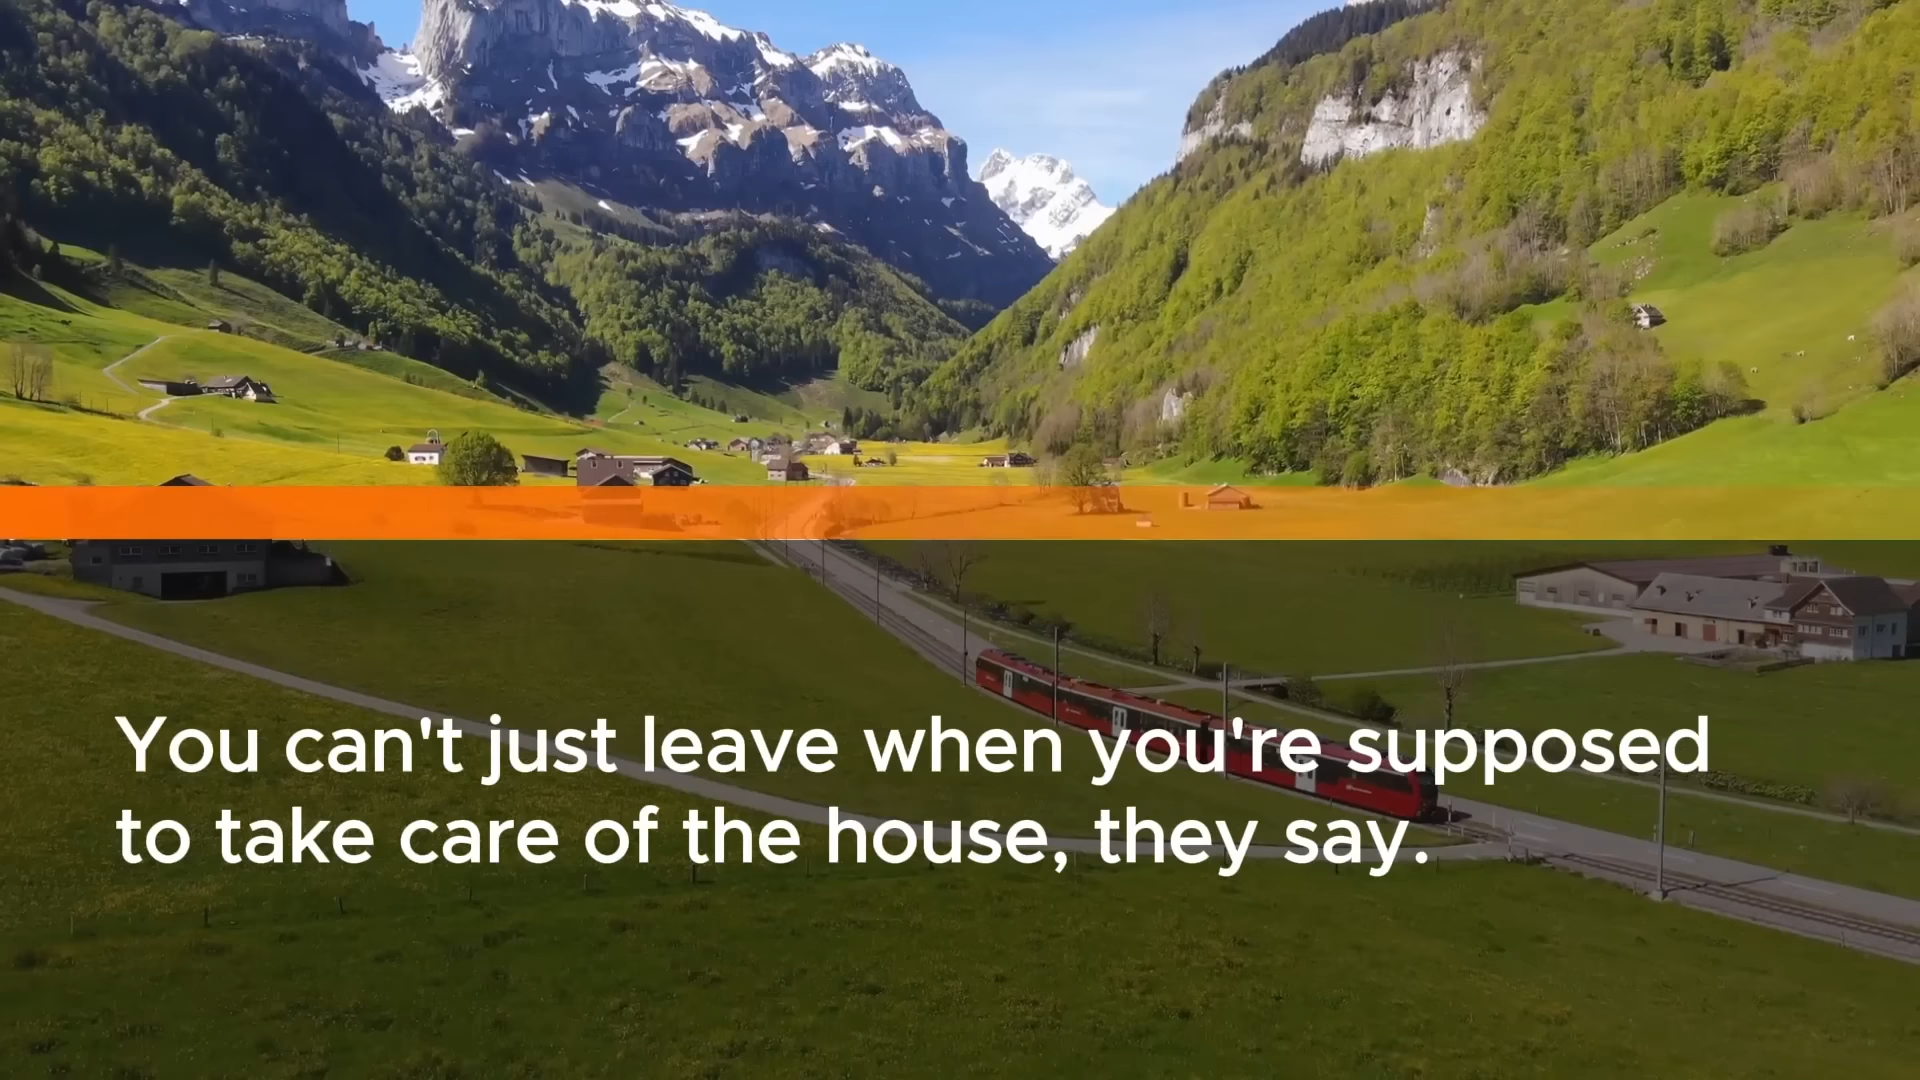 You can't just leave when you're supposed
to take care of the house, they say.